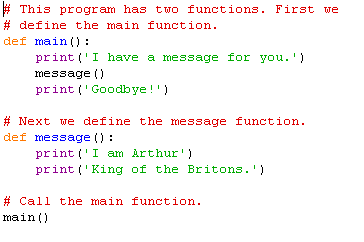 # This program has two functions. First we
# define the main function.
def main():
    print('I have a message for you.')
    message()
    print('Goodbye!')

# Next we define the message function.
def message():
    print('I am Arthur')
    print('King of the Britons.')

# Call the main function.
main()